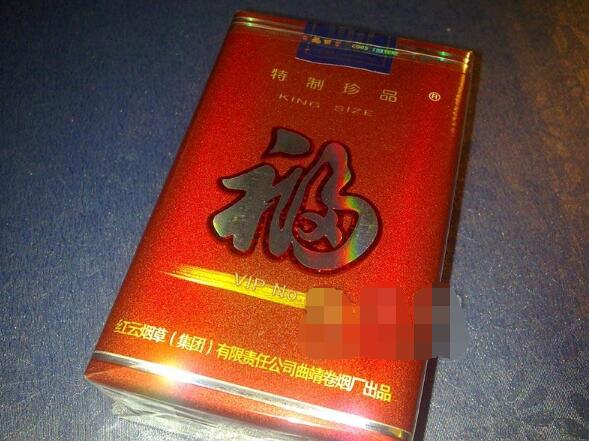 特制珍品
®
KING SIZE
福
VIP No.
红云烟草（集团）有限责任公司曲靖卷烟厂出品